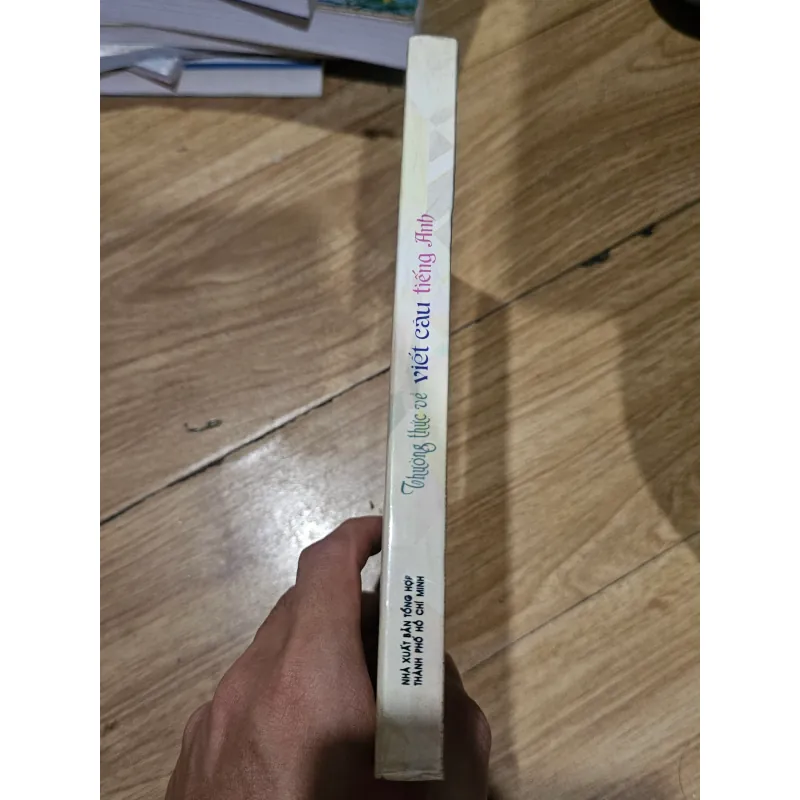 NHÀ XUẤT BẢN TỔNG HỢP
THÀNH PHỐ HỒ CHÍ MINH
Thường thức về viết câu tiếng Anh